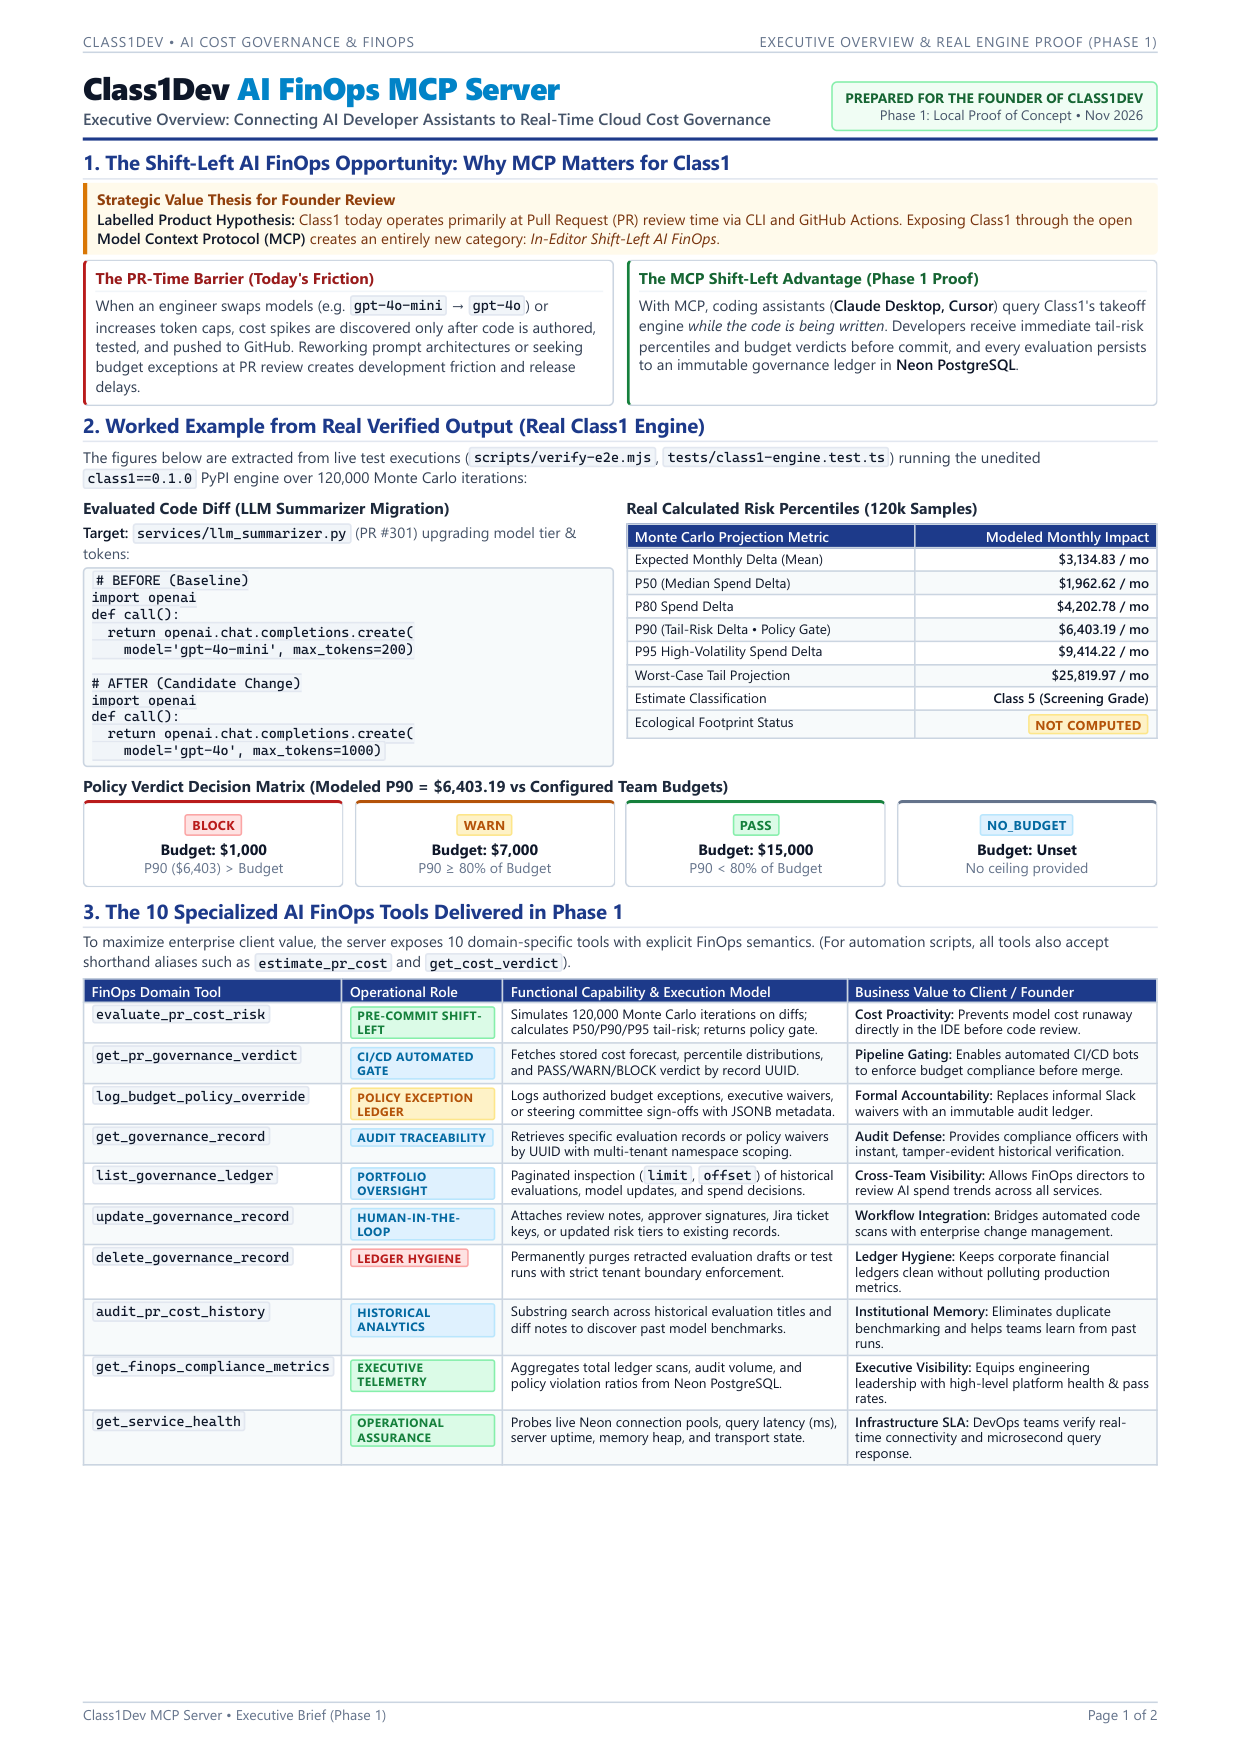 CLASS1DEV • AI COST GOVERNANCE & FINOPS
EXECUTIVE OVERVIEW & REAL ENGINE PROOF (PHASE 1)
Class1Dev AI FinOps MCP Server
Executive Overview: Connecting AI Developer Assistants to Real-Time Cloud Cost Governance
PREPARED FOR THE FOUNDER OF CLASS1DEV
Phase 1: Local Proof of Concept • Nov 2026
1. The Shift-Left AI FinOps Opportunity: Why MCP Matters for Class1
Strategic Value Thesis for Founder Review
Labelled Product Hypothesis: Class1 today operates primarily at Pull Request (PR) review time via CLI and GitHub Actions. Exposing Class1 through the open
Model Context Protocol (MCP) creates an entirely new category: In-Editor Shift-Left AI FinOps.
The PR-Time Barrier (Today's Friction)
When an engineer swaps models (e.g. gpt-4o-mini → gpt-4o) or
increases token caps, cost spikes are discovered only after code is authored,
tested, and pushed to GitHub. Reworking prompt architectures or seeking
budget exceptions at PR review creates development friction and release
delays.
The MCP Shift-Left Advantage (Phase 1 Proof)
With MCP, coding assistants (Claude Desktop, Cursor) query Class1's takeoff
engine while the code is being written. Developers receive immediate tail-risk
percentiles and budget verdicts before commit, and every evaluation persists
to an immutable governance ledger in Neon PostgreSQL.
2. Worked Example from Real Verified Output (Real Class1 Engine)
The figures below are extracted from live test executions (scripts/verify-e2e.mjs, tests/class1-engine.test.ts) running the unedited
class1==0.1.0 PyPI engine over 120,000 Monte Carlo iterations:
Evaluated Code Diff (LLM Summarizer Migration)
Target: services/llm_summarizer.py (PR #301) upgrading model tier &
tokens:
# BEFORE (Baseline)
import openai
def call():
  return openai.chat.completions.create(
    model='gpt-4o-mini', max_tokens=200)
# AFTER (Candidate Change)
import openai
def call():
  return openai.chat.completions.create(
    model='gpt-4o', max_tokens=1000)
Real Calculated Risk Percentiles (120k Samples)
Monte Carlo Projection Metric Modeled Monthly Impact
Expected Monthly Delta (Mean) $3,134.83 / mo
P50 (Median Spend Delta) $1,962.62 / mo
P80 Spend Delta $4,202.78 / mo
P90 (Tail-Risk Delta • Policy Gate) $6,403.19 / mo
P95 High-Volatility Spend Delta $9,414.22 / mo
Worst-Case Tail Projection $25,819.97 / mo
Estimate Classification Class 5 (Screening Grade)
Ecological Footprint Status NOT COMPUTED
Policy Verdict Decision Matrix (Modeled P90 = $6,403.19 vs Configured Team Budgets)
BLOCK
Budget: $1,000
P90 ($6,403) > Budget
WARN
Budget: $7,000
P90 ≥ 80% of Budget
PASS
Budget: $15,000
P90 < 80% of Budget
NO_BUDGET
Budget: Unset
No ceiling provided
3. The 10 Specialized AI FinOps Tools Delivered in Phase 1
To maximize enterprise client value, the server exposes 10 domain-specific tools with explicit FinOps semantics. (For automation scripts, all tools also accept
shorthand aliases such as estimate_pr_cost and get_cost_verdict).
FinOps Domain Tool Operational Role Functional Capability & Execution Model Business Value to Client / Founder
evaluate_pr_cost_risk
PRE-COMMIT SHIFT-
LEFT
Simulates 120,000 Monte Carlo iterations on diffs;
calculates P50/P90/P95 tail-risk; returns policy gate.
Cost Proactivity: Prevents model cost runaway
directly in the IDE before code review.
get_pr_governance_verdict
CI/CD AUTOMATED
GATE
Fetches stored cost forecast, percentile distributions,
and PASS/WARN/BLOCK verdict by record UUID.
Pipeline Gating: Enables automated CI/CD bots
to enforce budget compliance before merge.
log_budget_policy_override
POLICY EXCEPTION
LEDGER
Logs authorized budget exceptions, executive waivers,
or steering committee sign-offs with JSONB metadata.
Formal Accountability: Replaces informal Slack
waivers with an immutable audit ledger.
get_governance_record
AUDIT TRACEABILITY
Retrieves specific evaluation records or policy waivers
by UUID with multi-tenant namespace scoping.
Audit Defense: Provides compliance officers with
instant, tamper-evident historical verification.
list_governance_ledger
PORTFOLIO
OVERSIGHT
Paginated inspection (limit, offset) of historical
evaluations, model updates, and spend decisions.
Cross-Team Visibility: Allows FinOps directors to
review AI spend trends across all services.
update_governance_record
HUMAN-IN-THE-
LOOP
Attaches review notes, approver signatures, Jira ticket
keys, or updated risk tiers to existing records.
Workflow Integration: Bridges automated code
scans with enterprise change management.
delete_governance_record
LEDGER HYGIENE
Permanently purges retracted evaluation drafts or test
runs with strict tenant boundary enforcement.
Ledger Hygiene: Keeps corporate financial
ledgers clean without polluting production
metrics.
audit_pr_cost_history
HISTORICAL
ANALYTICS
Substring search across historical evaluation titles and
diff notes to discover past model benchmarks.
Institutional Memory: Eliminates duplicate
benchmarking and helps teams learn from past
runs.
get_finops_compliance_metrics
EXECUTIVE
TELEMETRY
Aggregates total ledger scans, audit volume, and
policy violation ratios from Neon PostgreSQL.
Executive Visibility: Equips engineering
leadership with high-level platform health & pass
rates.
get_service_health
OPERATIONAL
ASSURANCE
Probes live Neon connection pools, query latency (ms),
server uptime, memory heap, and transport state.
Infrastructure SLA: DevOps teams verify real-
time connectivity and microsecond query
response.
Class1Dev MCP Server • Executive Brief (Phase 1)
Page 1 of 2